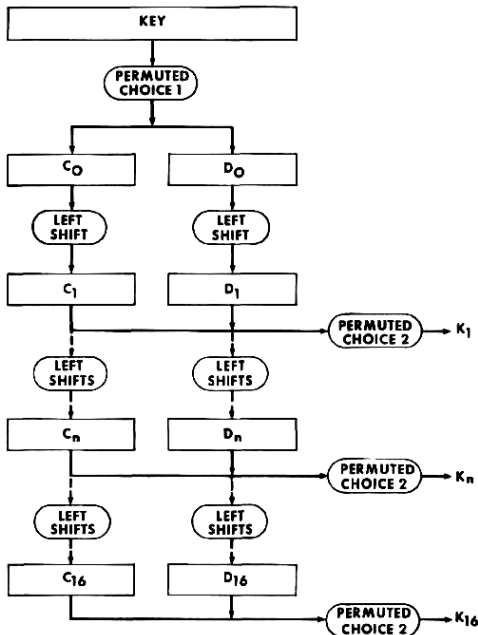 KEY
PERMUTED
CHOICE 1
C0
D0
LEFT
SHIFT
LEFT
SHIFT
C1
D1
PERMUTED
CHOICE 2
K1
LEFT
SHIFTS
LEFT
SHIFTS
Cn
Dn
PERMUTED
CHOICE 2
Kn
LEFT
SHIFTS
LEFT
SHIFTS
C16
D16
PERMUTED
CHOICE 2
K16